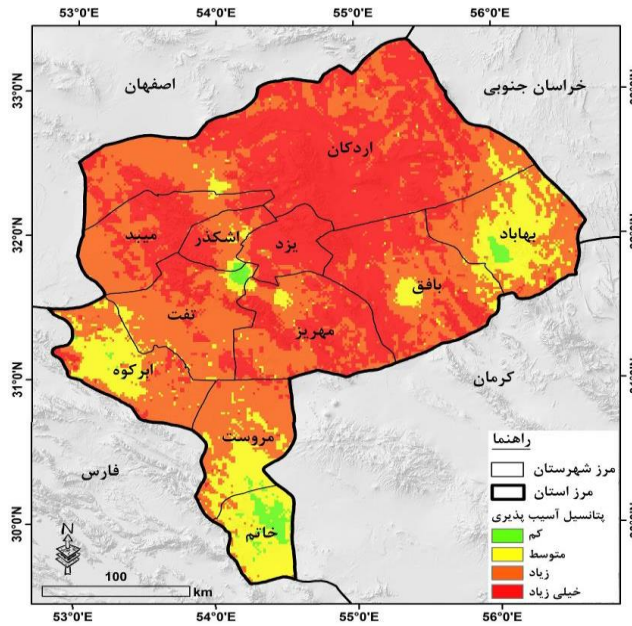 53°0'E 54°0'E 55°0'E 56°0'E
اصفهان
خراسان جنوبی
33°0'N
اردکان
32°0'N
میبد
اشکذر
یزد
بهاباد
بافق
تفت
مهریز
31°0'N
ابرکوه
کرمان
مروست
فارس
30°0'N
خاتم
راهنما
مرز شهرستان
مرز استان
پتانسیل آسیب پذیری
کم
متوسط
زیاد
خیلی زیاد
N
100
km
53°0'E 54°0'E 55°0'E 56°0'E